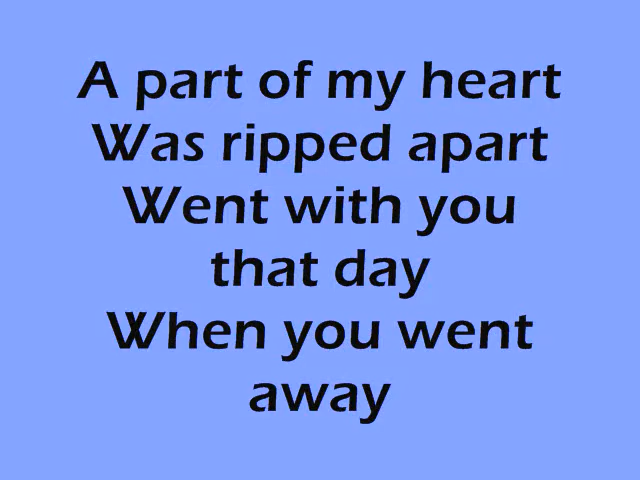 A part of my heart
Was ripped apart
Went with you
that day
When you went
away